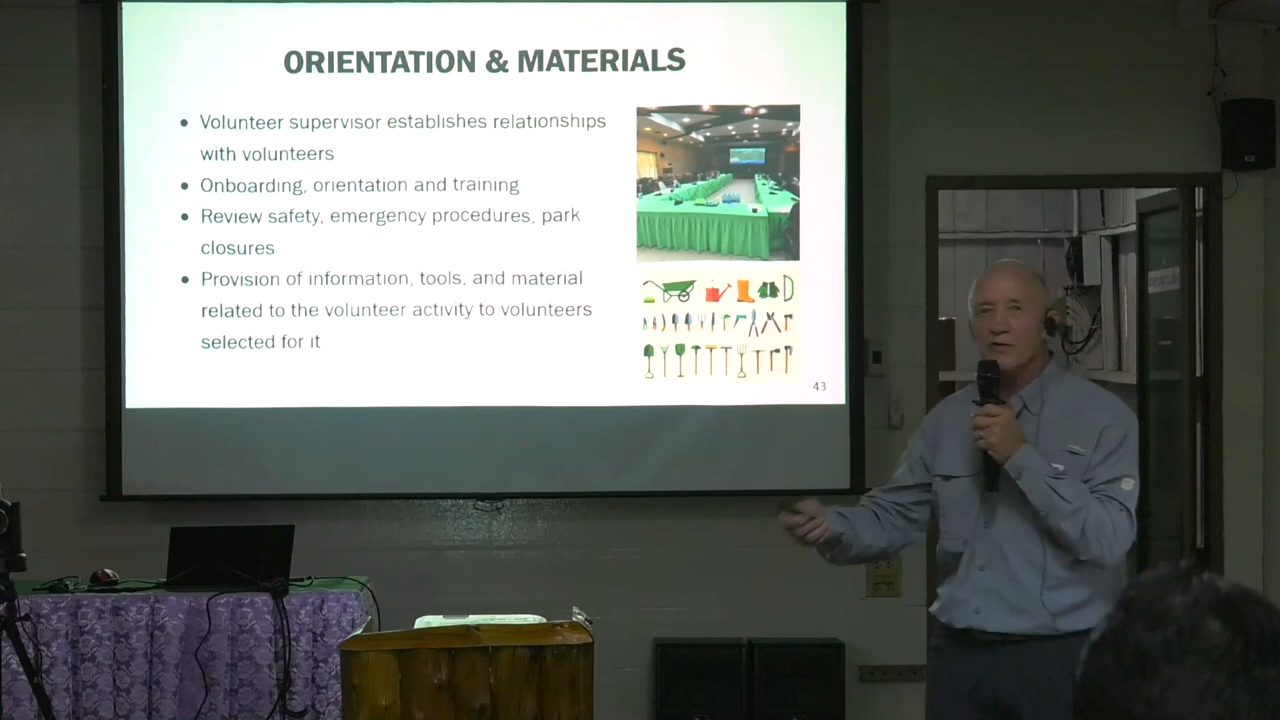 ORIENTATION & MATERIALS
• Volunteer supervisor establishes relationships
with volunteers
• Onboarding, orientation and training
• Review safety, emergency procedures, park
closures
• Provision of information, tools, and material
related to the volunteer activity to volunteers
selected for it
43